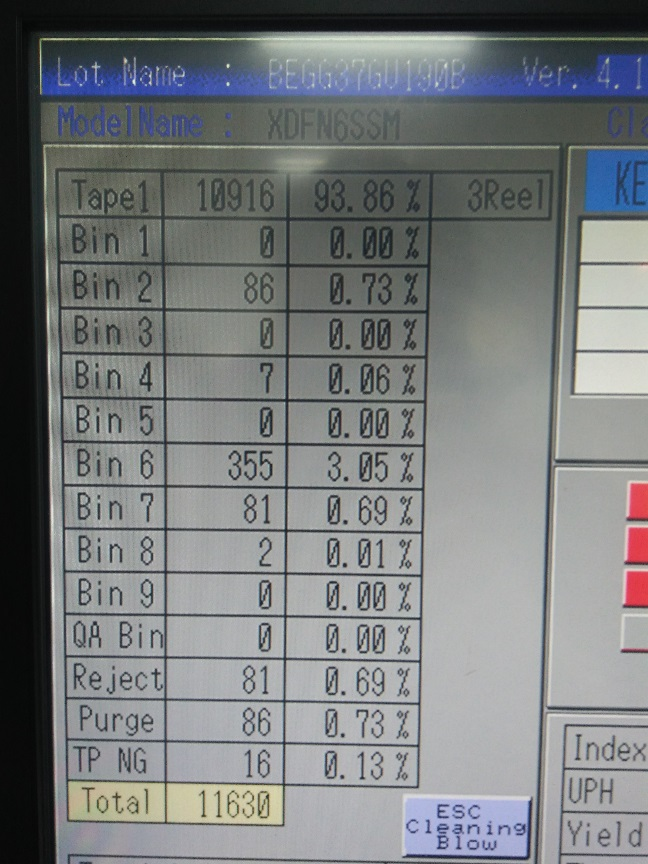 Lot Name : BEGG37GU190B Ver. 4.1
ModelName : XDFN6SSM Cla
Tape1 10916 93.86 % 3Reel
KE
Bin 1 0 0.00 %
Bin 2 86 0.73 %
Bin 3 0 0.00 %
Bin 4 7 0.06 %
Bin 5 0 0.00 %
Bin 6 355 3.05 %
Bin 7 81 0.69 %
Bin 8 2 0.01 %
Bin 9 0 0.00 %
QA Bin 0 0.00 %
Reject 81 0.69 %
Purge 86 0.73 %
TP NG 16 0.13 %
Total 11630
ESC
Cleaning
Blow
Index
UPH
Yield